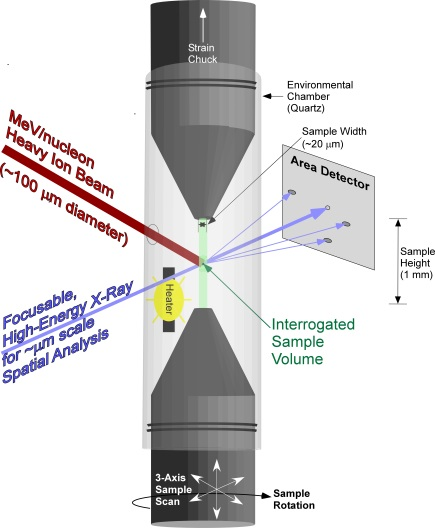 Strain
Chuck
Environmental
Chamber
(Quartz)
Sample Width
(~20 µm)
MeV/nucleon
Heavy Ion Beam
(~100 µm diameter)
Area Detector
Sample
Height
(1 mm)
Heater
Focusable,
High-Energy X-Ray
for ~µm scale
Spatial Analysis
Interrogated
Sample
Volume
3-Axis
Sample
Scan
Sample
Rotation